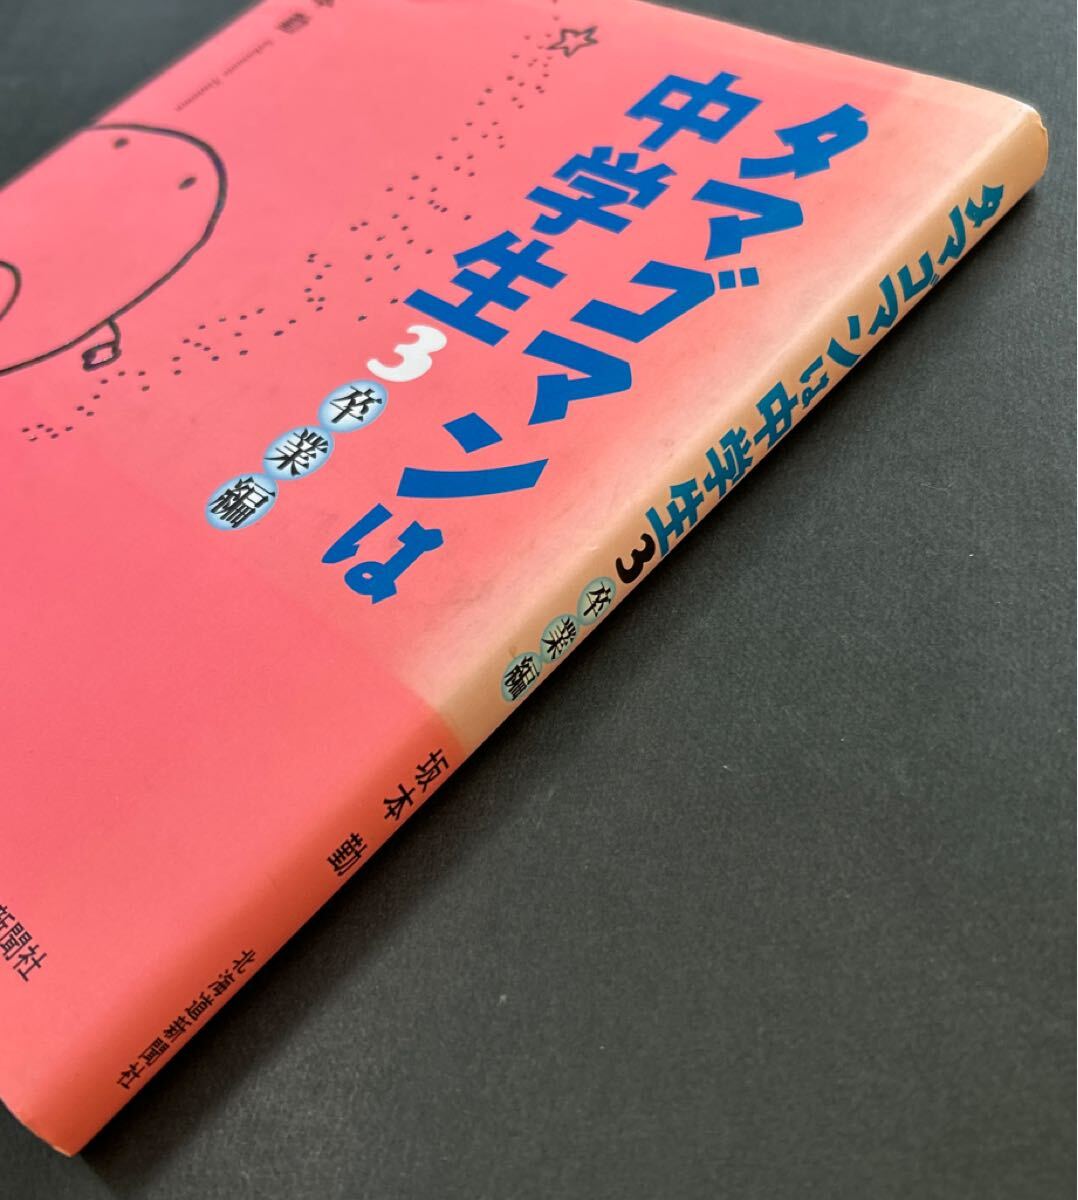 タマゴマンは
中学生
3
卒業編
Sakamoto Tsutomu
新聞社
タマゴマンは中学生3
卒業編
坂本 勤
北海道新聞社